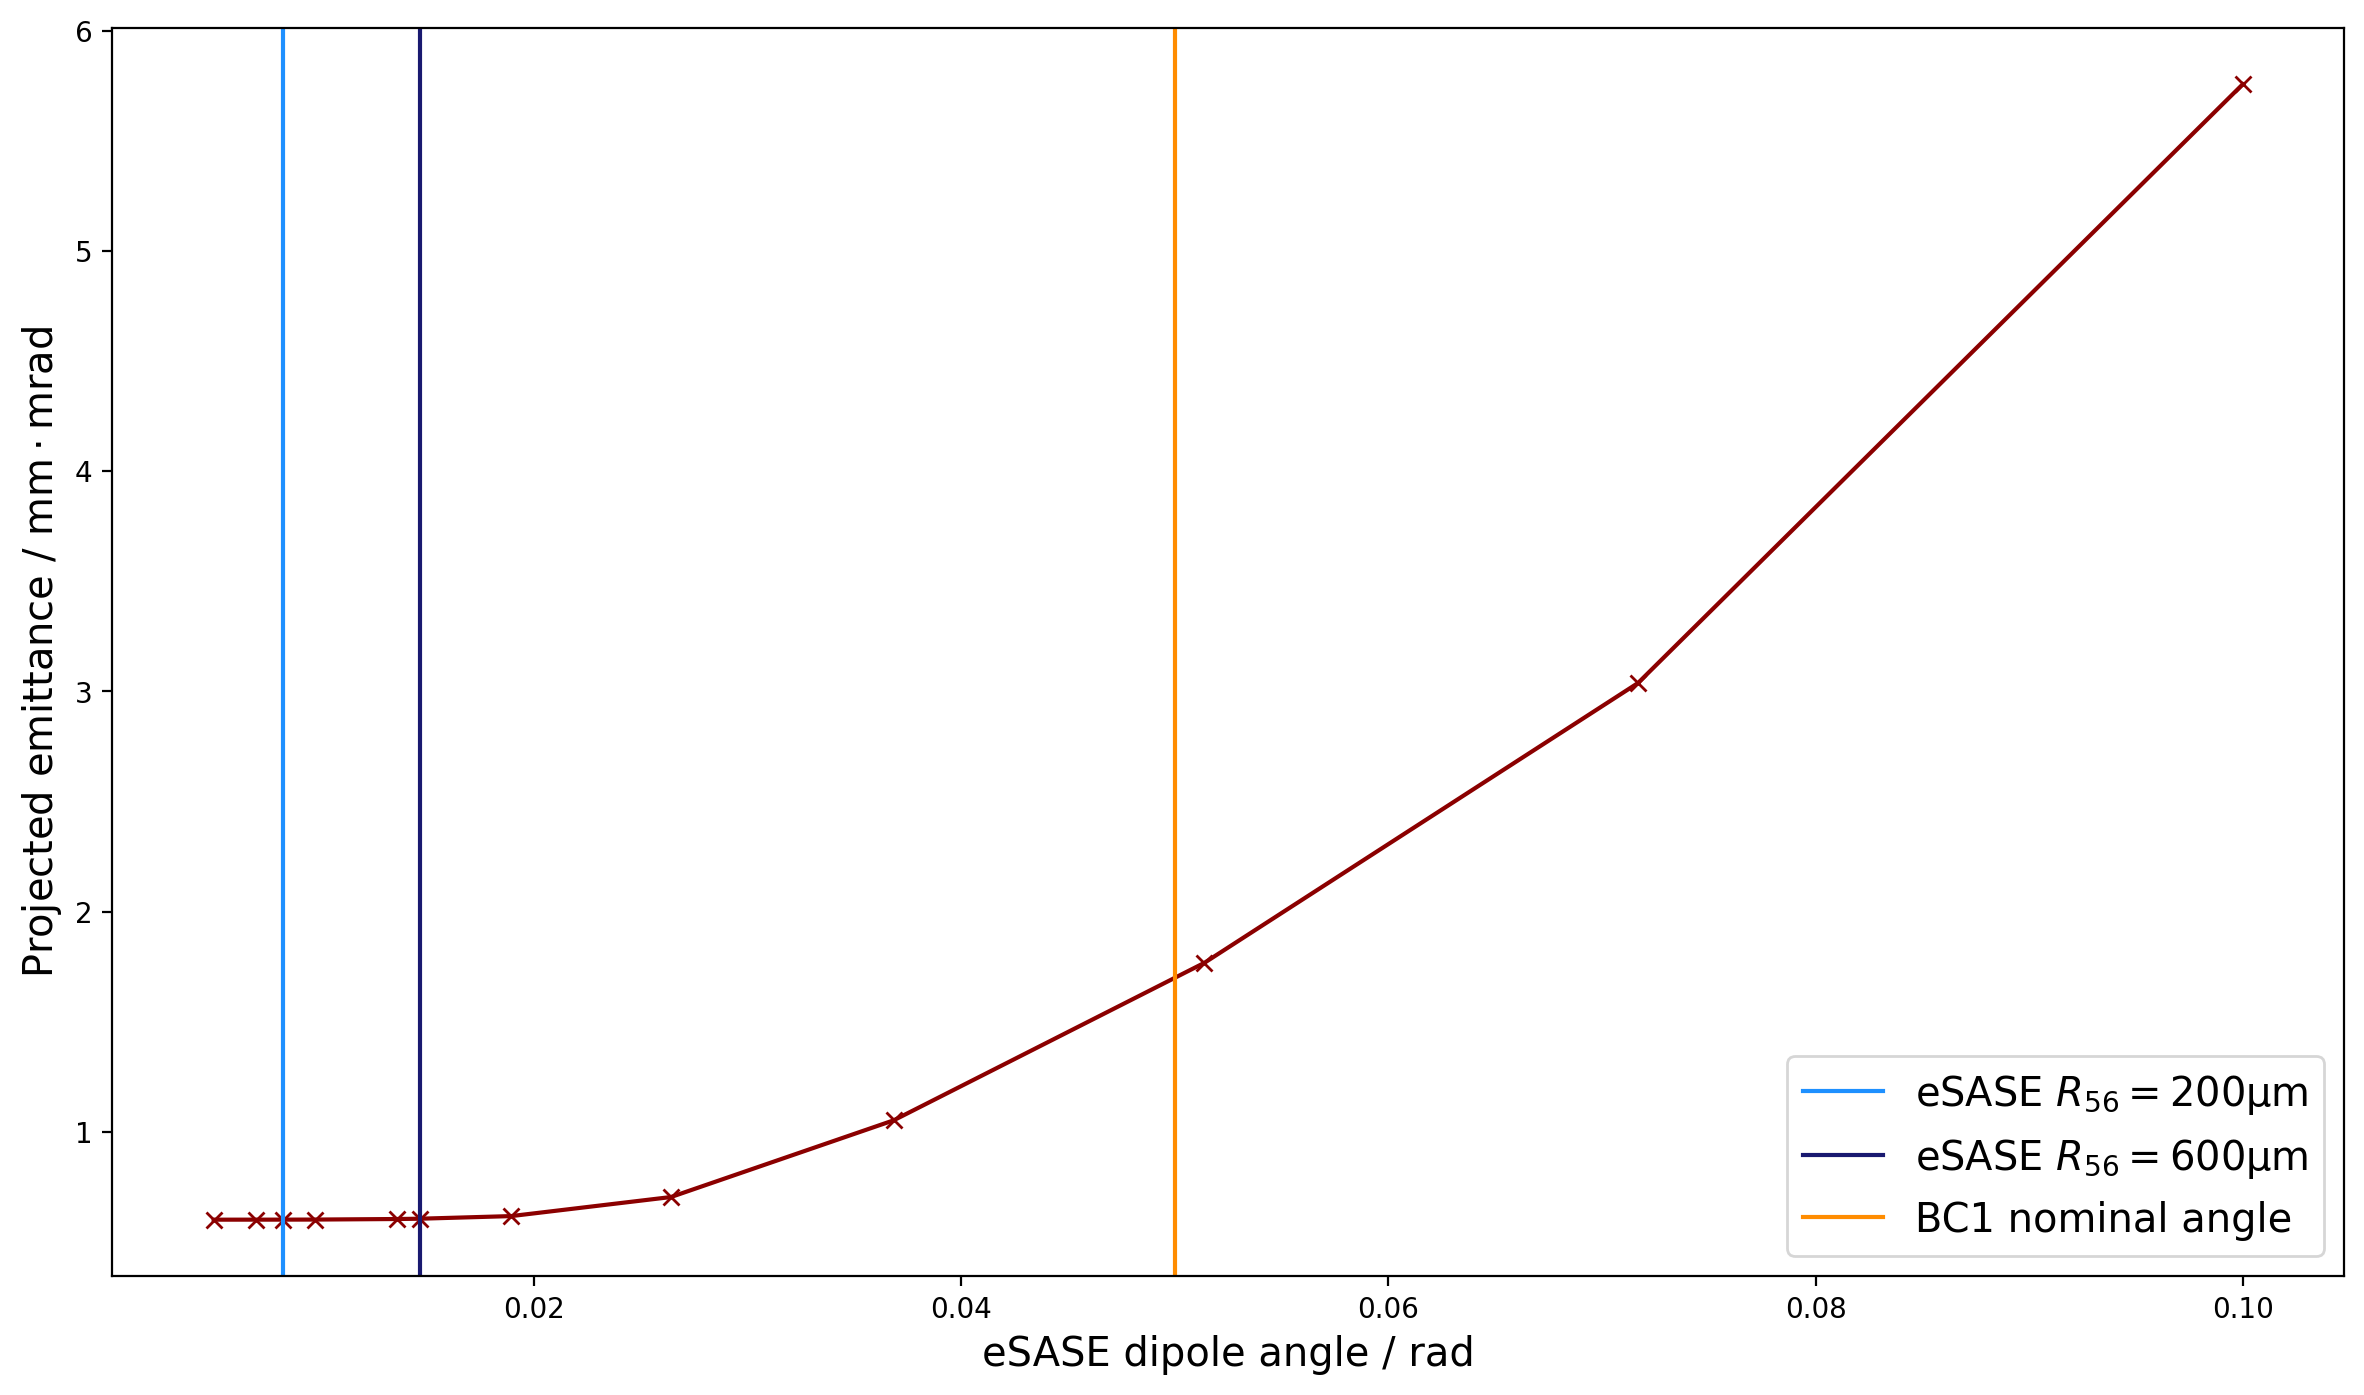 6
5
4
3
2
1
Projected emittance / mm · mrad
0.02 0.04 0.06 0.08 0.10
eSASE dipole angle / rad
eSASE R₅₆ = 200μm
eSASE R₅₆ = 600μm
BC1 nominal angle